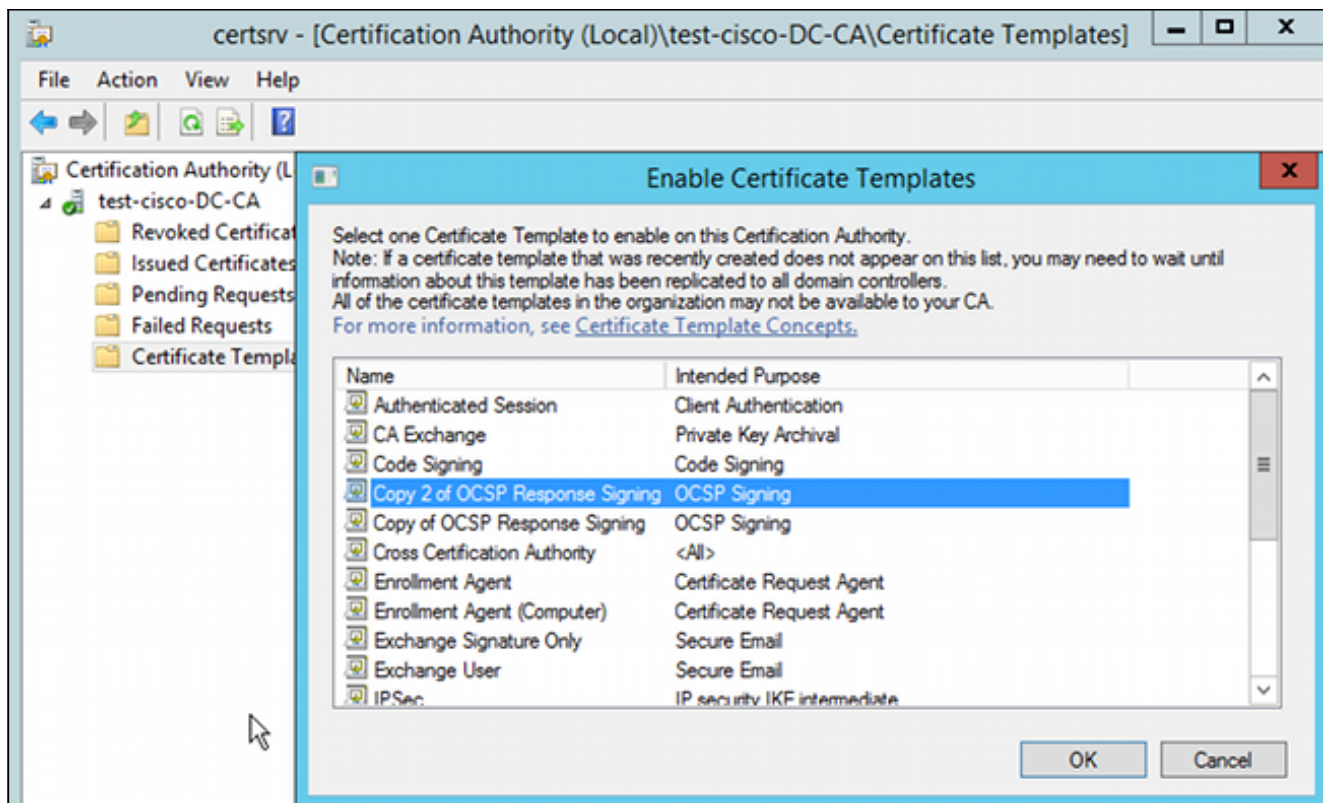 certsrv - [Certification Authority (Local)\test-cisco-DC-CA\Certificate Templates]
File Action View Help
Certification Authority (L
test-cisco-DC-CA
Revoked Certificat
Issued Certificates
Pending Requests
Failed Requests
Certificate Templa
Enable Certificate Templates
Select one Certificate Template to enable on this Certification Authority.
Note: If a certificate template that was recently created does not appear on this list, you may need to wait until
information about this template has been replicated to all domain controllers.
All of the certificate templates in the organization may not be available to your CA.
For more information, see Certificate Template Concepts.
Name Intended Purpose
Authenticated Session Client Authentication
CA Exchange Private Key Archival
Code Signing Code Signing
Copy 2 of OCSP Response Signing OCSP Signing
Copy of OCSP Response Signing OCSP Signing
Cross Certification Authority <All>
Enrollment Agent Certificate Request Agent
Enrollment Agent (Computer) Certificate Request Agent
Exchange Signature Only Secure Email
Exchange User Secure Email
IPSec IP security IKE intermediate
OK Cancel